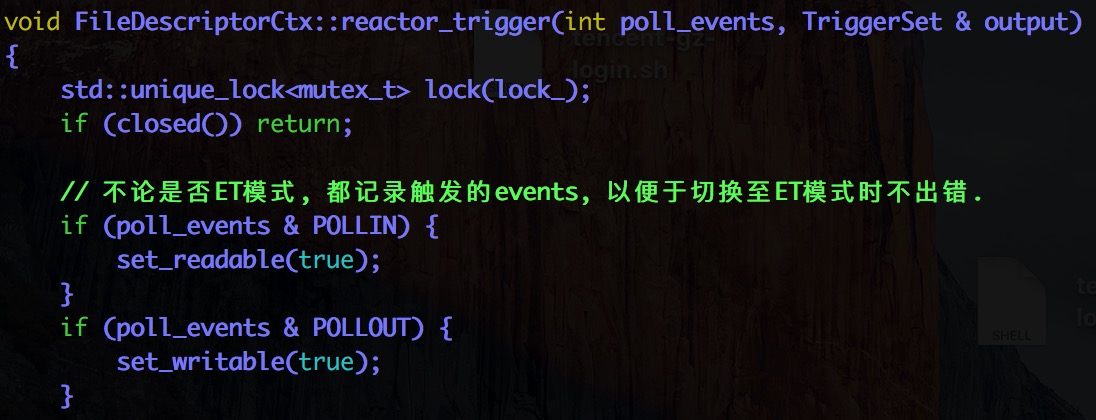 void FileDescriptorCtx::reactor_trigger(int poll_events, TriggerSet & output)
{
    std::unique_lock<mutex_t> lock(lock_);
    if (closed()) return;

    // 不论是否ET模式, 都记录触发的events, 以便于切换至ET模式时不出错.
    if (poll_events & POLLIN) {
        set_readable(true);
    }
    if (poll_events & POLLOUT) {
        set_writable(true);
    }
tencent-gz-
login.sh
SHELL
te
lo